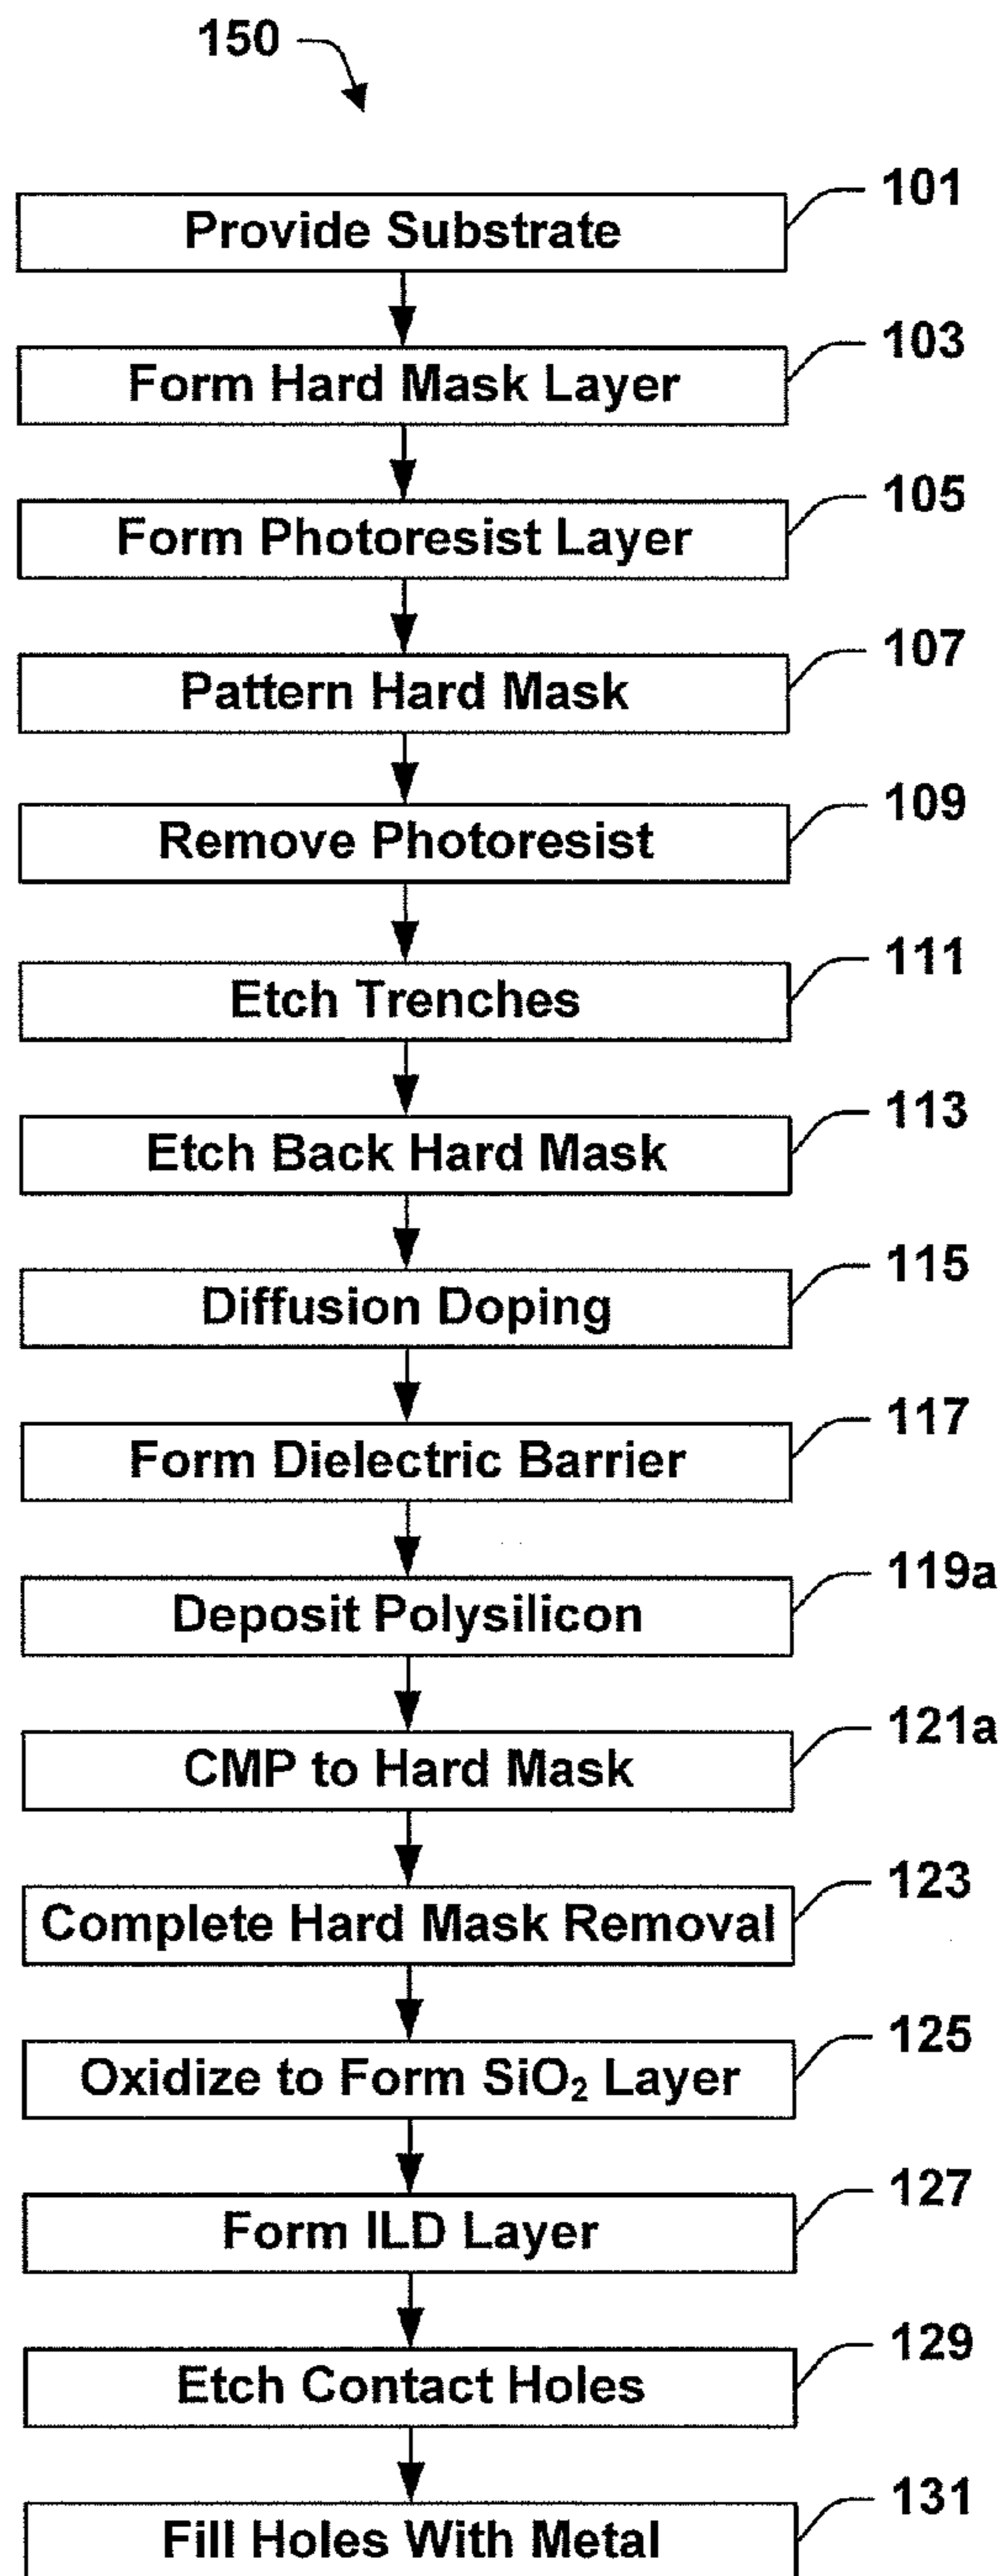 150
101
Provide Substrate
103
Form Hard Mask Layer
105
Form Photoresist Layer
107
Pattern Hard Mask
109
Remove Photoresist
111
Etch Trenches
113
Etch Back Hard Mask
115
Diffusion Doping
117
Form Dielectric Barrier
119a
Deposit Polysilicon
121a
CMP to Hard Mask
123
Complete Hard Mask Removal
125
Oxidize to Form SiO₂ Layer
127
Form ILD Layer
129
Etch Contact Holes
131
Fill Holes With Metal